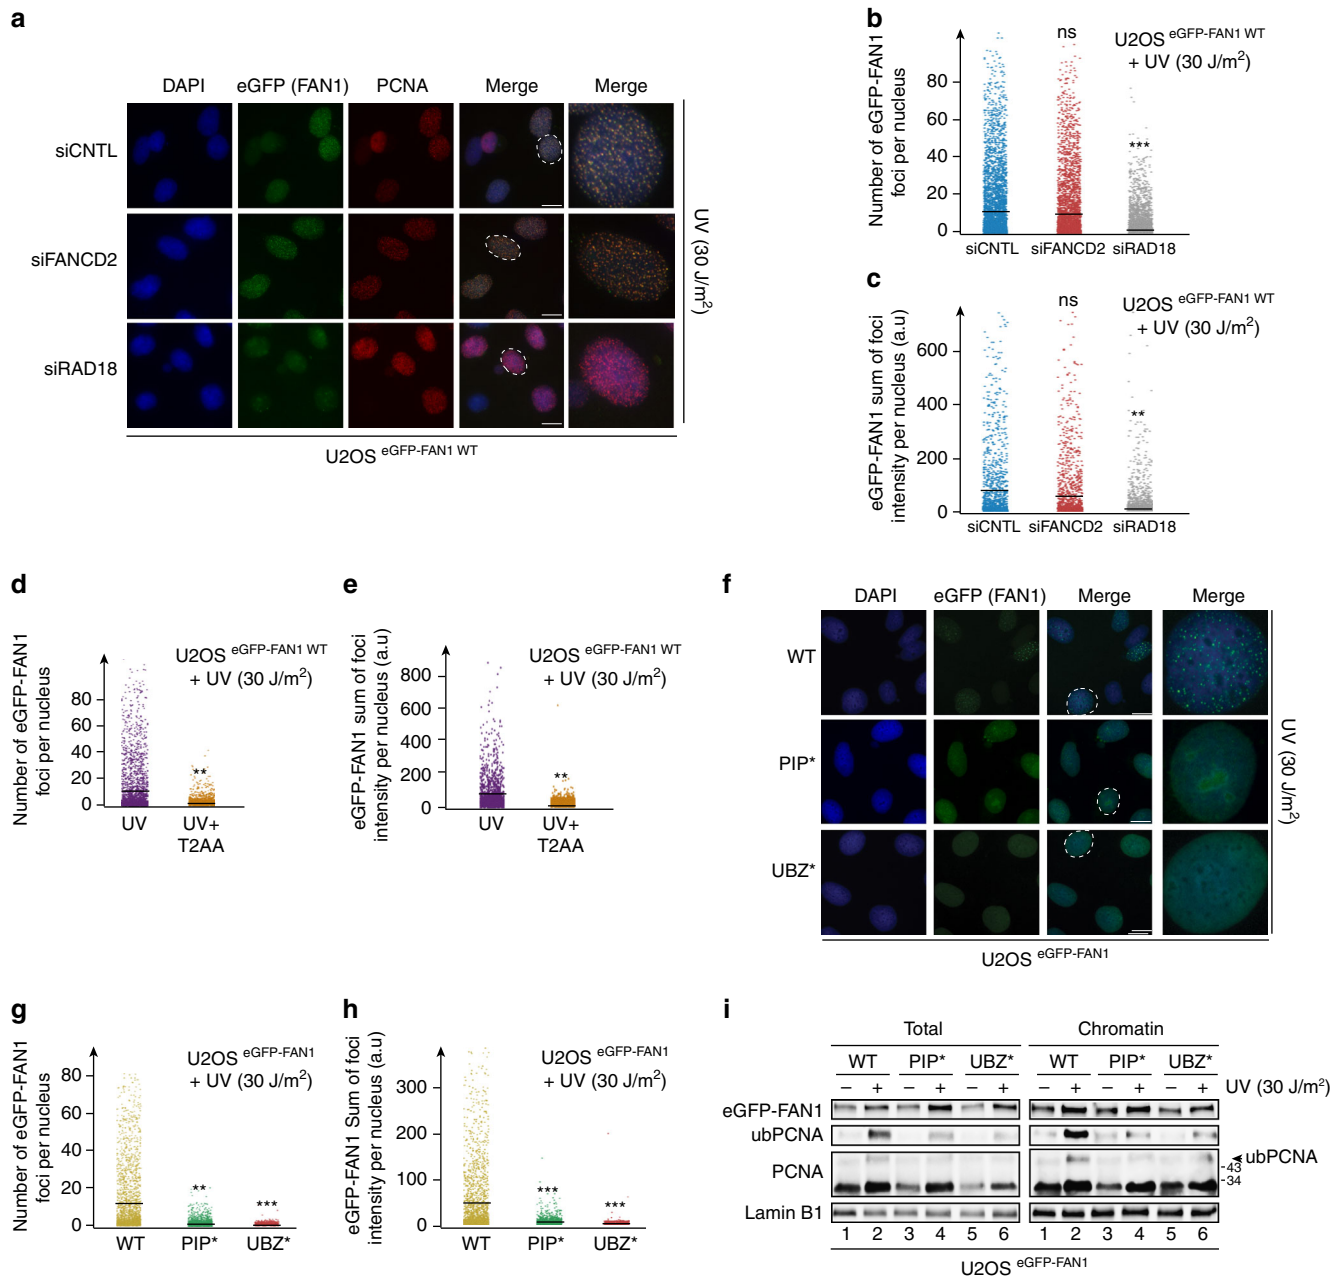 a
DAPI eGFP (FAN1) PCNA Merge Merge
siCNTL
siFANCD2
siRAD18
UV (30 J/m²)
U2OS eGFP-FAN1 WT
b
Number of eGFP-FAN1
foci per nucleus
80
60
40
20
0
ns
***
U2OS eGFP-FAN1 WT
+ UV (30 J/m²)
siCNTL siFANCD2 siRAD18
c
eGFP-FAN1 sum of foci
intensity per nucleus (a.u)
600
400
200
0
ns
**
U2OS eGFP-FAN1 WT
+ UV (30 J/m²)
siCNTL siFANCD2 siRAD18
d
Number of eGFP-FAN1
foci per nucleus
80
60
40
20
0
**
U2OS eGFP-FAN1 WT
+ UV (30 J/m²)
UV UV+
T2AA
e
eGFP-FAN1 sum of foci
intensity per nucleus (a.u)
800
600
400
200
0
**
U2OS eGFP-FAN1 WT
+ UV (30 J/m²)
UV UV+
T2AA
f
DAPI eGFP (FAN1) Merge Merge
WT
PIP*
UBZ*
UV (30 J/m²)
U2OS eGFP-FAN1
g
Number of eGFP-FAN1
foci per nucleus
80
60
40
20
0
**
***
U2OS eGFP-FAN1
+ UV (30 J/m²)
WT PIP* UBZ*
h
eGFP-FAN1 Sum of foci
intensity per nucleus (a.u)
300
200
100
0
***
***
U2OS eGFP-FAN1
+ UV (30 J/m²)
WT PIP* UBZ*
i
Total Chromatin
WT PIP* UBZ* WT PIP* UBZ*
− + − + − + − + − + − + UV (30 J/m²)
eGFP-FAN1
ubPCNA
PCNA
ubPCNA
-43
-34
Lamin B1
1 2 3 4 5 6 1 2 3 4 5 6
U2OS eGFP-FAN1